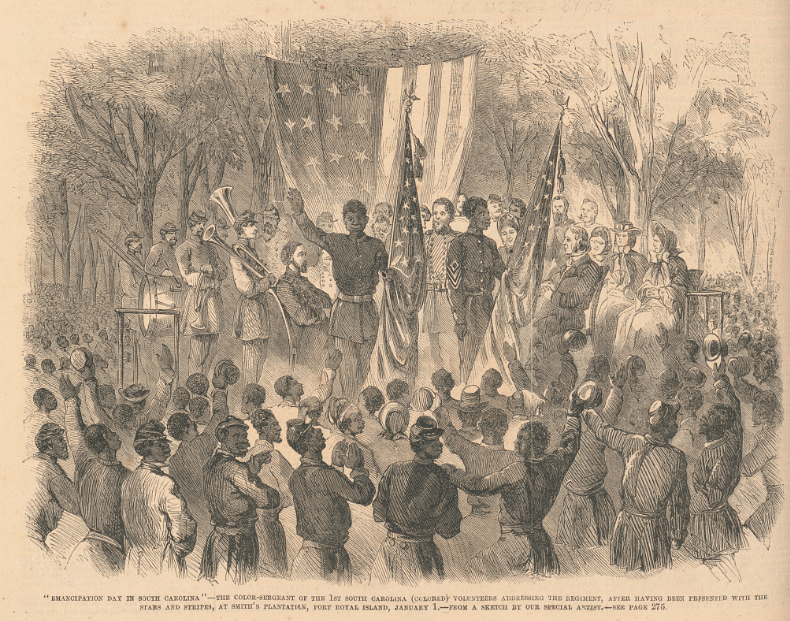 "EMANCIPATION DAY IN SOUTH CAROLINA"—THE COLOR-SERGEANT OF THE 1ST SOUTH CAROLINA (COLORED) VOLUNTEERS ADDRESSING THE REGIMENT, AFTER HAVING BEEN PRESENTED WITH THE
STARS AND STRIPES, AT SMITH'S PLANTATION, PORT ROYAL ISLAND, JANUARY 1.—FROM A SKETCH BY OUR SPECIAL ARTIST.—SEE PAGE 275.